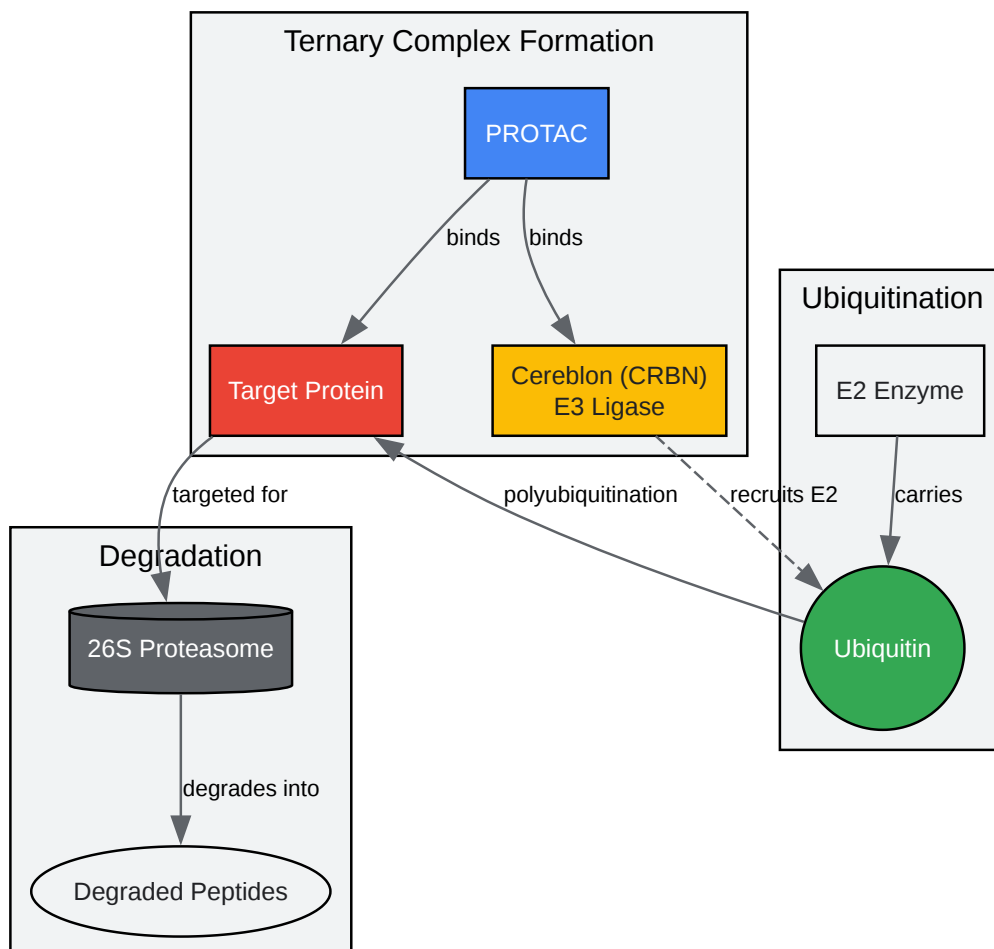 Ternary Complex Formation
PROTAC
binds
binds
Ubiquitination
Target Protein
Cereblon (CRBN)
E3 Ligase
E2 Enzyme
targeted for
polyubiquitination
recruits E2
carries
Degradation
26S Proteasome
Ubiquitin
degrades into
Degraded Peptides